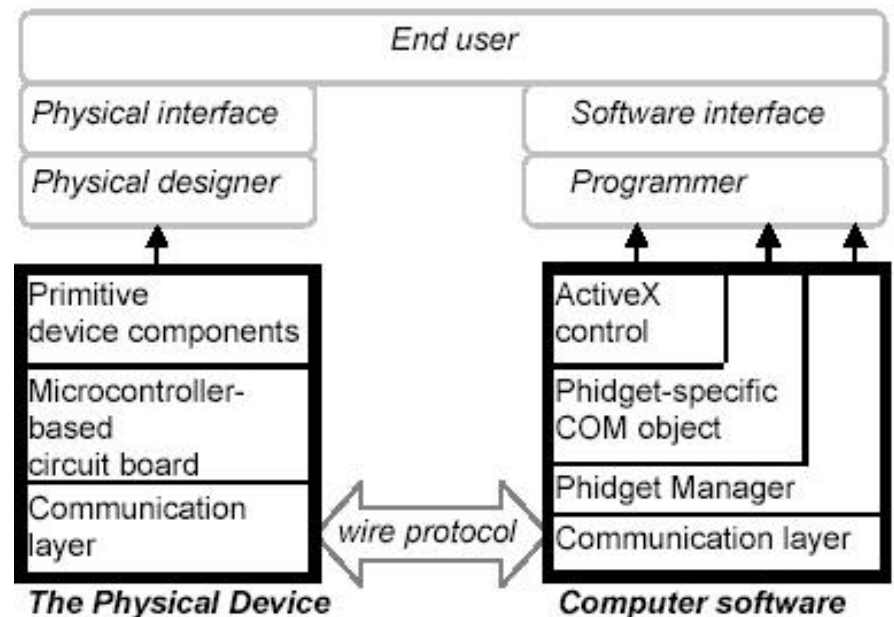 End user
Physical interface
Physical designer
Software interface
Programmer
Primitive
device components
Microcontroller-
based
circuit board
Communication
layer
wire protocol
ActiveX
control
Phidget-specific
COM object
Phidget Manager
Communication layer
The Physical Device
Computer software